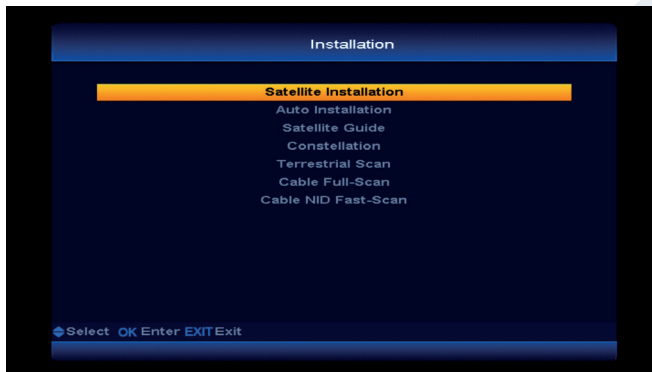 Installation
Satellite Installation
Auto Installation
Satellite Guide
Constellation
Terrestrial Scan
Cable Full-Scan
Cable NID Fast-Scan
Select OK Enter EXIT Exit